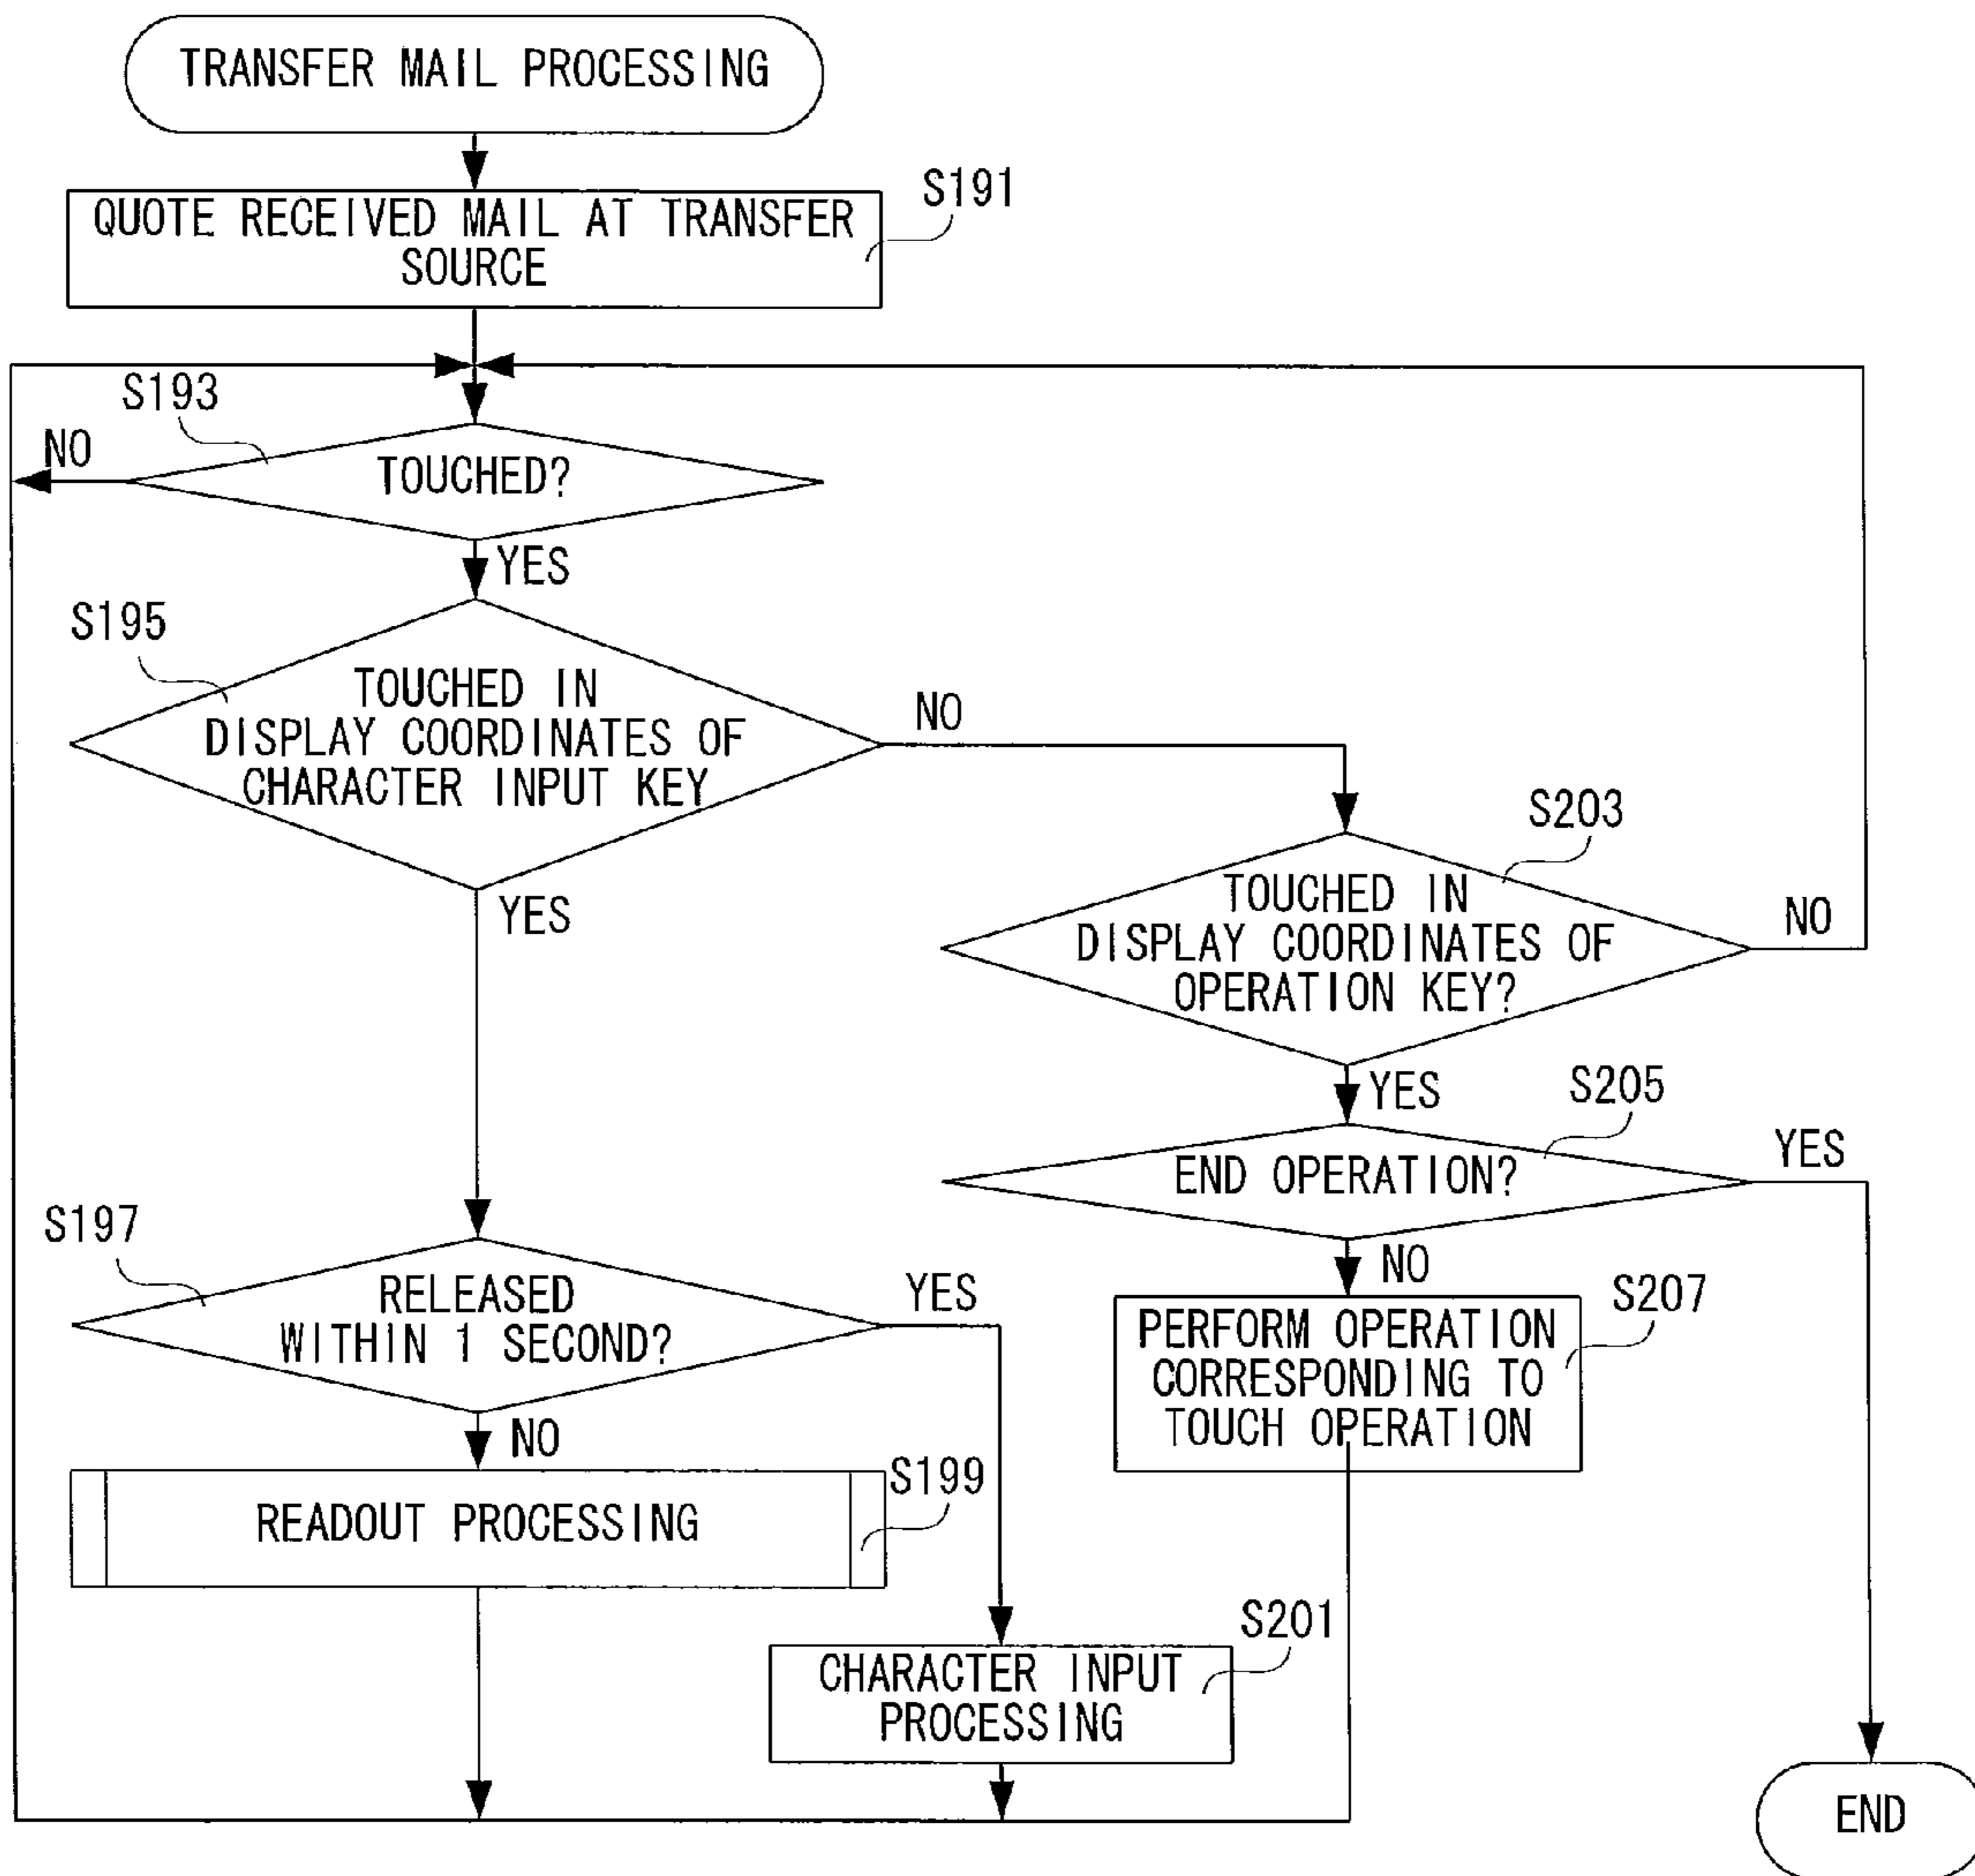 TRANSFER MAIL PROCESSING
S191
QUOTE RECEIVED MAIL AT TRANSFER
SOURCE
S193
NO
TOUCHED?
YES
S195
TOUCHED IN
DISPLAY COORDINATES OF
CHARACTER INPUT KEY
NO
YES
S203
TOUCHED IN
DISPLAY COORDINATES OF
OPERATION KEY?
NO
YES
S205
END OPERATION?
YES
NO
S197
RELEASED
WITHIN 1 SECOND?
YES
NO
S207
PERFORM OPERATION
CORRESPONDING TO
TOUCH OPERATION
S199
READOUT PROCESSING
S201
CHARACTER INPUT
PROCESSING
END